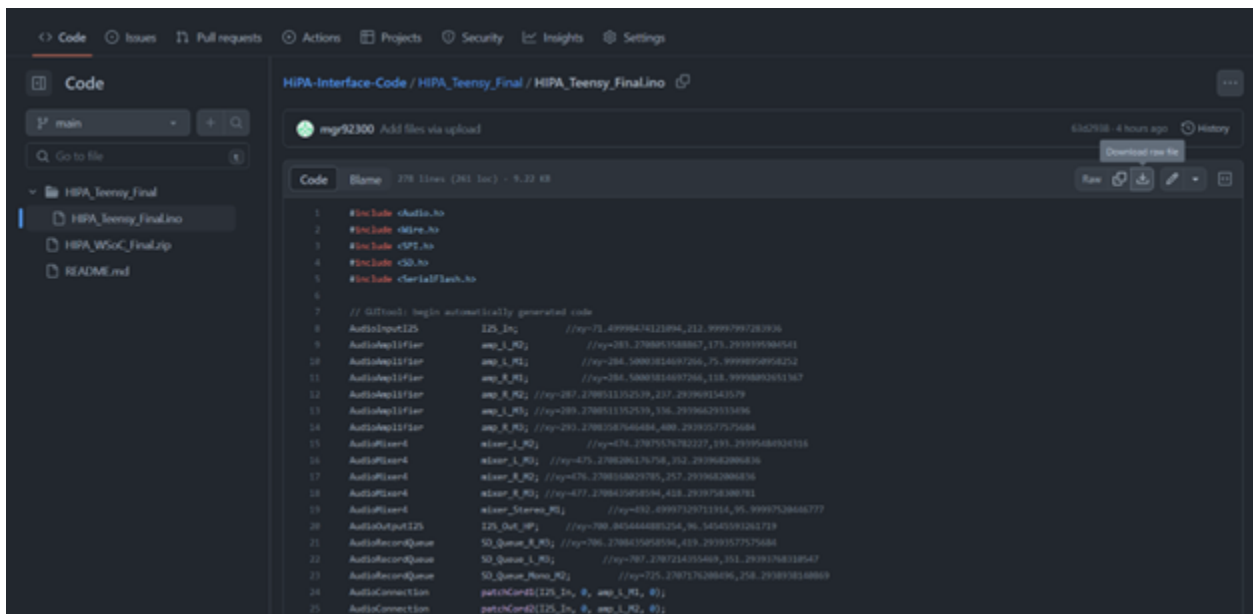 <> Code Issues Pull requests Actions Projects Security Insights Settings
Code
main
Go to file
HIPA_Teensy_Final
HIPA_Teensy_Final.ino
HIPA_WSoC_Final.zip
README.md
HiPA-Interface-Code / HIPA_Teensy_Final / HIPA_Teensy_Final.ino
mgr92300 Add files via upload
63d2938 · 4 hours ago History
Download raw file
Code Blame 278 lines (261 loc) · 9.22 KB
Raw
1 #include <Audio.h>
2 #include <Wire.h>
3 #include <SPI.h>
4 #include <SD.h>
5 #include <SerialFlash.h>
6
7 // GUItool: begin automatically generated code
8 AudioInputI2S I2S_In;
9 AudioAmplifier amp_L_M2;
10 AudioAmplifier amp_L_M1;
11 AudioAmplifier amp_R_M1;
12 AudioAmplifier amp_R_M2;
13 AudioAmplifier amp_L_M3;
14 AudioAmplifier amp_R_M3;
15 AudioMixer4 mixer_L_M2;
16 AudioMixer4 mixer_L_M3;
17 AudioMixer4 mixer_R_M2;
18 AudioMixer4 mixer_R_M3;
19 AudioMixer4 mixer_Stereo_M1;
20 AudioOutputI2S I2S_Out_HP;
21 AudioRecordQueue SD_Queue_R_M3;
22 AudioRecordQueue SD_Queue_L_M3;
23 AudioRecordQueue SD_Queue_Mono_M2;
24 AudioConnection patchCord1(I2S_In, 0, amp_L_M1, 0);
25 AudioConnection patchCord2(I2S_In, 0, amp_L_M2, 0);